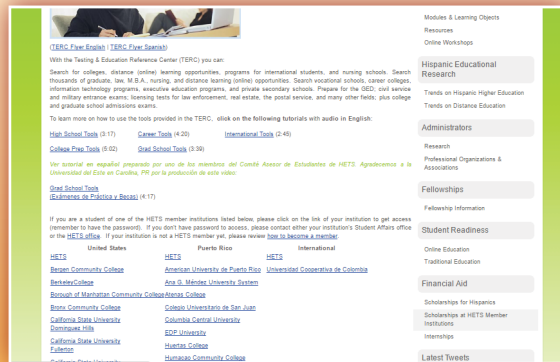 (TERC Flyer English | TERC Flyer Spanish)
With the Testing & Education Reference Center (TERC) you can:
Search for colleges, distance (online) learning opportunities, programs for international students, and nursing schools. Search
thousands of graduate, law, M.B.A., nursing, and distance learning (online) opportunities. Search vocational schools, career colleges,
information technology programs, executive education programs, and private secondary schools. Prepare for the GED; civil service
and military entrance exams; licensing tests for law enforcement, real estate, the postal service, and many other fields; plus college
and graduate school admissions exams.
To learn more on how to use the tools provided in the TERC, click on the following tutorials with audio in English:
High School Tools (3:17) Career Tools (4:20) International Tools (2:45)
College Prep Tools (5:02) Grad School Tools (3:39)
Ver tutorial en español preparado por uno de los miembros del Comité Asesor de Estudiantes de HETS. Agradecemos a la
Universidad del Este en Carolina, PR por la producción de este video
Grad School Tools
(Exámenes de Práctica y Becas) (4:17)
If you are a student of one of the HETS member institutions listed below, please click on the link of your institution to get access
(remember to have the password). If you don't have password to access, please contact either your institution's Student Affairs office
or the HETS office. If your institution is not a HETS member yet, please review how to become a member.
United States Puerto Rico International
HETS HETS HETS
Bergen Community College American University de Puerto Rico Universidad Cooperativa de Colombia
BerkeleyCollege Ana G. Méndez University System
Borough of Manhattan Community College Atenas College
Bronx Community College Colegio Universitario de San Juan
California State University Columbia Central University
Dominguez Hills
EDP University
California State University
Fullerton
Huertas College
California State University
Humacao Community College
Modules & Learning Objects
Resources
Online Workshops
Hispanic Educational
Research
Trends on Hispanic Higher Education
Trends on Distance Education
Administrators
Research
Professional Organizations &
Associations
Fellowships
Fellowship Information
Student Readiness
Online Education
Traditional Education
Financial Aid
Scholarships for Hispanics
Scholarships at HETS Member
Institutions
Internships
Latest Tweets